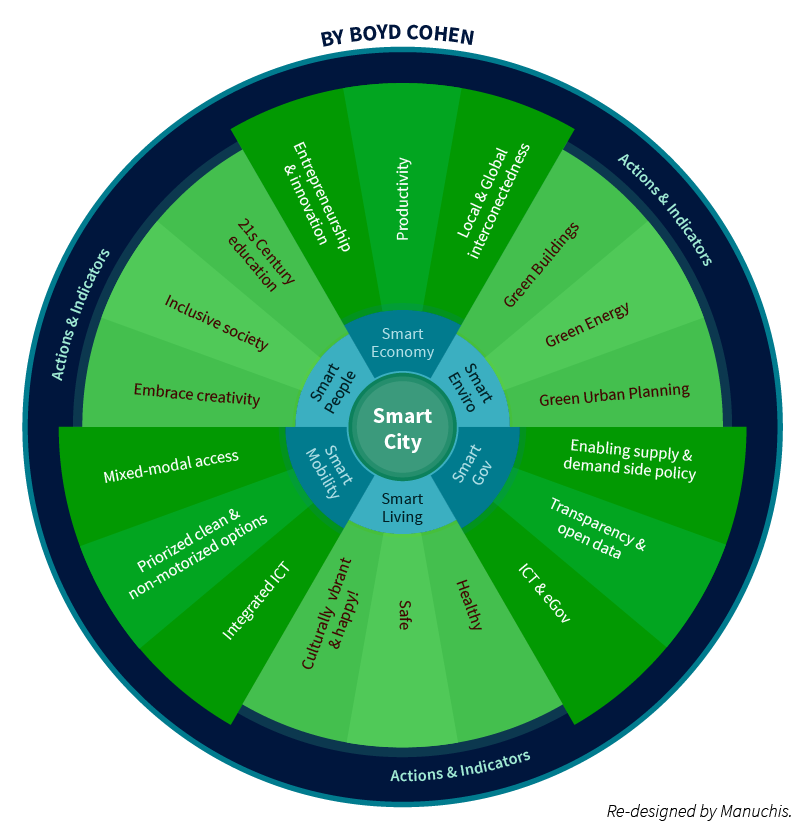 BY BOYD COHEN
Entrepreneurship
& innovation
Productivity
Local & Global
interconectedness
Actions & Indicators
Green Buildings
Green Energy
Green Urban Planning
Enabling supply &
demand side policy
Transparency &
open data
ICT & eGov
Healthy
Safe
Culturally vbrant
& happy!
Actions & Indicators
Integrated ICT
Priorized clean &
non-motorized options
Mixed-modal access
Embrace creativity
Inclusive society
21s Century
education
Actions & Indicators
Smart
Economy
Smart
Enviro
Smart
Gov
Smart
Living
Smart
Mobility
Smart
People
Smart
City
Re-designed by Manuchis.